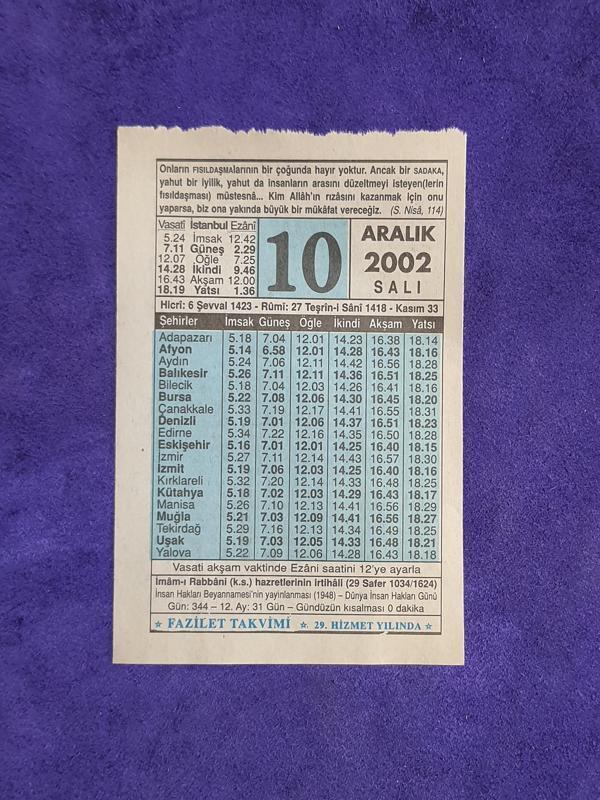 Onların FISILDAŞMAlarının bir çoğunda hayır yoktur. Ancak bir SADAKA,
yahut bir iyilik, yahut da insanların arasını düzeltmeyi isteyen(lerin
fısıldaşması) müstesnâ... Kim Allâh'ın rızâsını kazanmak için onu
yaparsa, biz ona yakında büyük bir mükâfat vereceğiz. (S. Nisâ, 114)
Vasatî İstanbul Ezânî
5.24 İmsak 12.42
7.11 Güneş 2.29
12.07 Öğle 7.25
14.28 İkindi 9.46
16.43 Akşam 12.00
18.19 Yatsı 1.36
10
ARALIK
2002
SALI
Hicrî: 6 Şevval 1423 - Rûmî: 27 Teşrin-i Sâni 1418 - Kasım 33
Şehirler İmsak Güneş Öğle İkindi Akşam Yatsı
Adapazarı 5.18 7.04 12.01 14.23 16.38 18.14
Afyon 5.14 6.58 12.01 14.28 16.43 18.16
Aydın 5.24 7.06 12.11 14.42 16.56 18.28
Balıkesir 5.26 7.11 12.11 14.36 16.51 18.25
Bilecik 5.18 7.04 12.03 14.26 16.41 18.16
Bursa 5.22 7.08 12.06 14.30 16.45 18.20
Çanakkale 5.33 7.19 12.17 14.41 16.55 18.31
Denizli 5.19 7.01 12.06 14.37 16.51 18.23
Edirne 5.34 7.22 12.16 14.35 16.50 18.28
Eskişehir 5.16 7.01 12.01 14.25 16.40 18.15
İzmir 5.27 7.11 12.14 14.43 16.57 18.30
İzmit 5.19 7.06 12.03 14.25 16.40 18.16
Kırklareli 5.32 7.20 12.14 14.33 16.48 18.25
Kütahya 5.18 7.02 12.03 14.29 16.43 18.17
Manisa 5.26 7.10 12.13 14.41 16.56 18.29
Muğla 5.21 7.03 12.09 14.41 16.56 18.27
Tekirdağ 5.29 7.16 12.13 14.34 16.49 18.25
Uşak 5.19 7.03 12.05 14.33 16.48 18.21
Yalova 5.22 7.09 12.06 14.28 16.43 18.18
Vasati akşam vaktinde Ezâni saatini 12'ye ayarla
İmâm-ı Rabbâni (k.s.) hazretlerinin irtihâli (29 Safer 1034/1624)
İnsan Hakları Beyannamesi'nin yayınlanması (1948) – Dünya İnsan Hakları Günü
Gün: 344 – 12. Ay: 31 Gün – Gündüzün kısalması 0 dakika
☆ FAZİLET TAKVİMİ ☆ 29. HİZMET YILINDA ☆